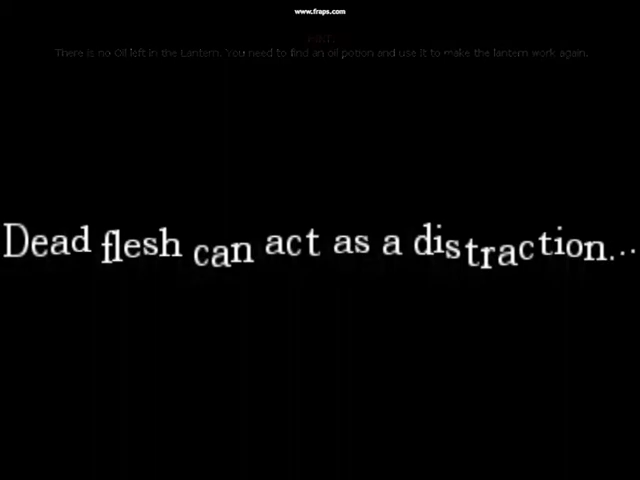 www.fraps.com
HINT:
There is no Oil left in the Lantern. You need to find an oil potion and use it to make the lantern work again.
Dead flesh can act as a distraction...